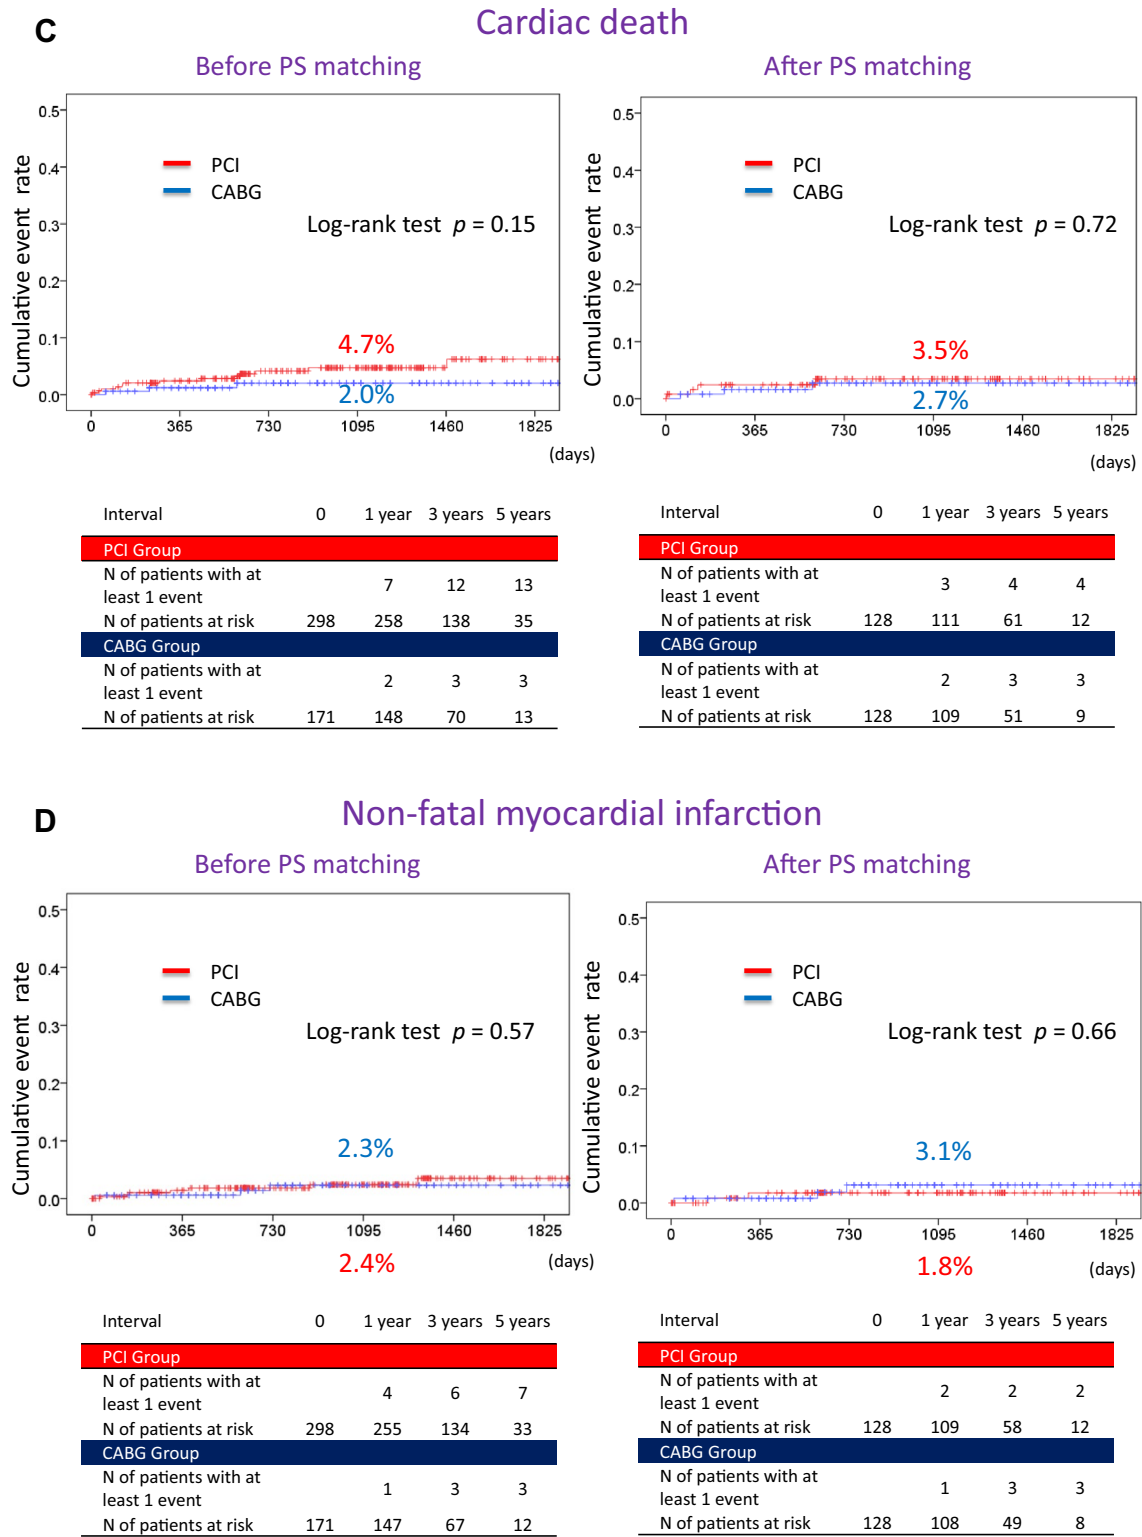 C
Cardiac death
Before PS matching
After PS matching
Cumulative event rate
0.5
0.4
0.3
0.2
0.1
0.0
PCI
CABG
Log-rank test p = 0.15
4.7%
2.0%
0 365 730 1095 1460 1825
(days)
Cumulative event rate
0.5
0.4
0.3
0.2
0.1
0.0
PCI
CABG
Log-rank test p = 0.72
3.5%
2.7%
0 365 730 1095 1460 1825
(days)
Interval 0 1 year 3 years 5 years
PCI Group
N of patients with at
least 1 event 7 12 13
N of patients at risk 298 258 138 35
CABG Group
N of patients with at
least 1 event 2 3 3
N of patients at risk 171 148 70 13
Interval 0 1 year 3 years 5 years
PCI Group
N of patients with at
least 1 event 3 4 4
N of patients at risk 128 111 61 12
CABG Group
N of patients with at
least 1 event 2 3 3
N of patients at risk 128 109 51 9
D
Non-fatal myocardial infarction
Before PS matching
After PS matching
Cumulative event rate
0.5
0.4
0.3
0.2
0.1
0.0
PCI
CABG
Log-rank test p = 0.57
2.3%
0 365 730 1095 1460 1825
2.4%
(days)
Cumulative event rate
0.5
0.4
0.3
0.2
0.1
0.0
PCI
CABG
Log-rank test p = 0.66
3.1%
0 365 730 1095 1460 1825
1.8%
(days)
Interval 0 1 year 3 years 5 years
PCI Group
N of patients with at
least 1 event 4 6 7
N of patients at risk 298 255 134 33
CABG Group
N of patients with at
least 1 event 1 3 3
N of patients at risk 171 147 67 12
Interval 0 1 year 3 years 5 years
PCI Group
N of patients with at
least 1 event 2 2 2
N of patients at risk 128 109 58 12
CABG Group
N of patients with at
least 1 event 1 3 3
N of patients at risk 128 108 49 8